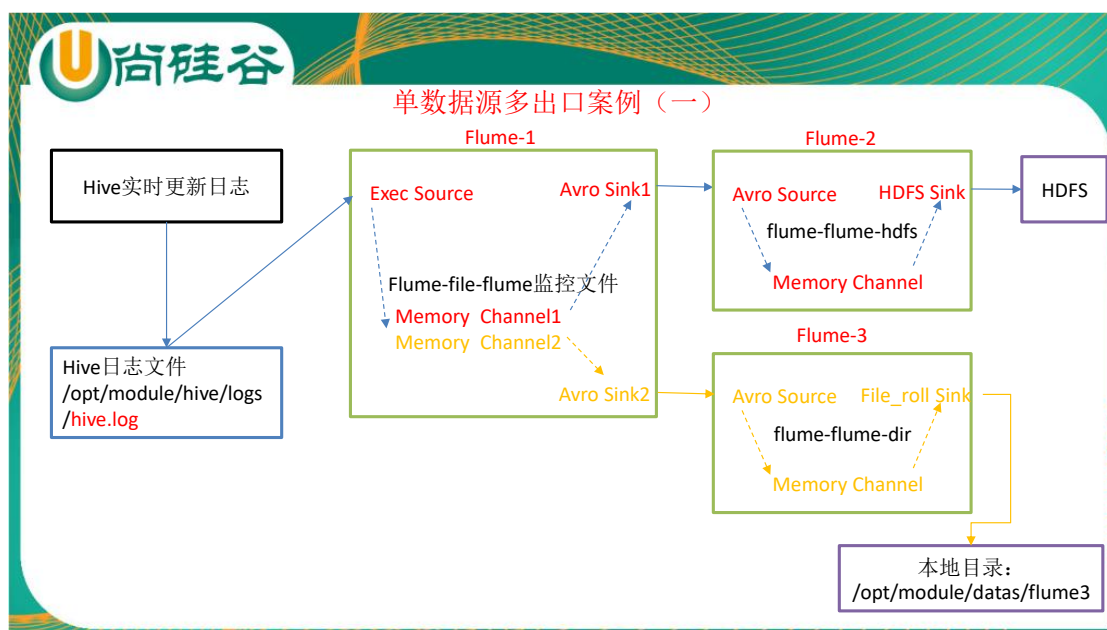 尚硅谷
单数据源多出口案例（一）
Flume-1
Flume-2
Hive实时更新日志
Exec Source
Avro Sink1
Avro Source
HDFS Sink
HDFS
flume-flume-hdfs
Flume-file-flume监控文件
Memory Channel
Memory Channel1
Memory Channel2
Flume-3
Hive日志文件
/opt/module/hive/logs
/hive.log
Avro Sink2
Avro Source
File_roll Sink
flume-flume-dir
Memory Channel
本地目录：
/opt/module/datas/flume3